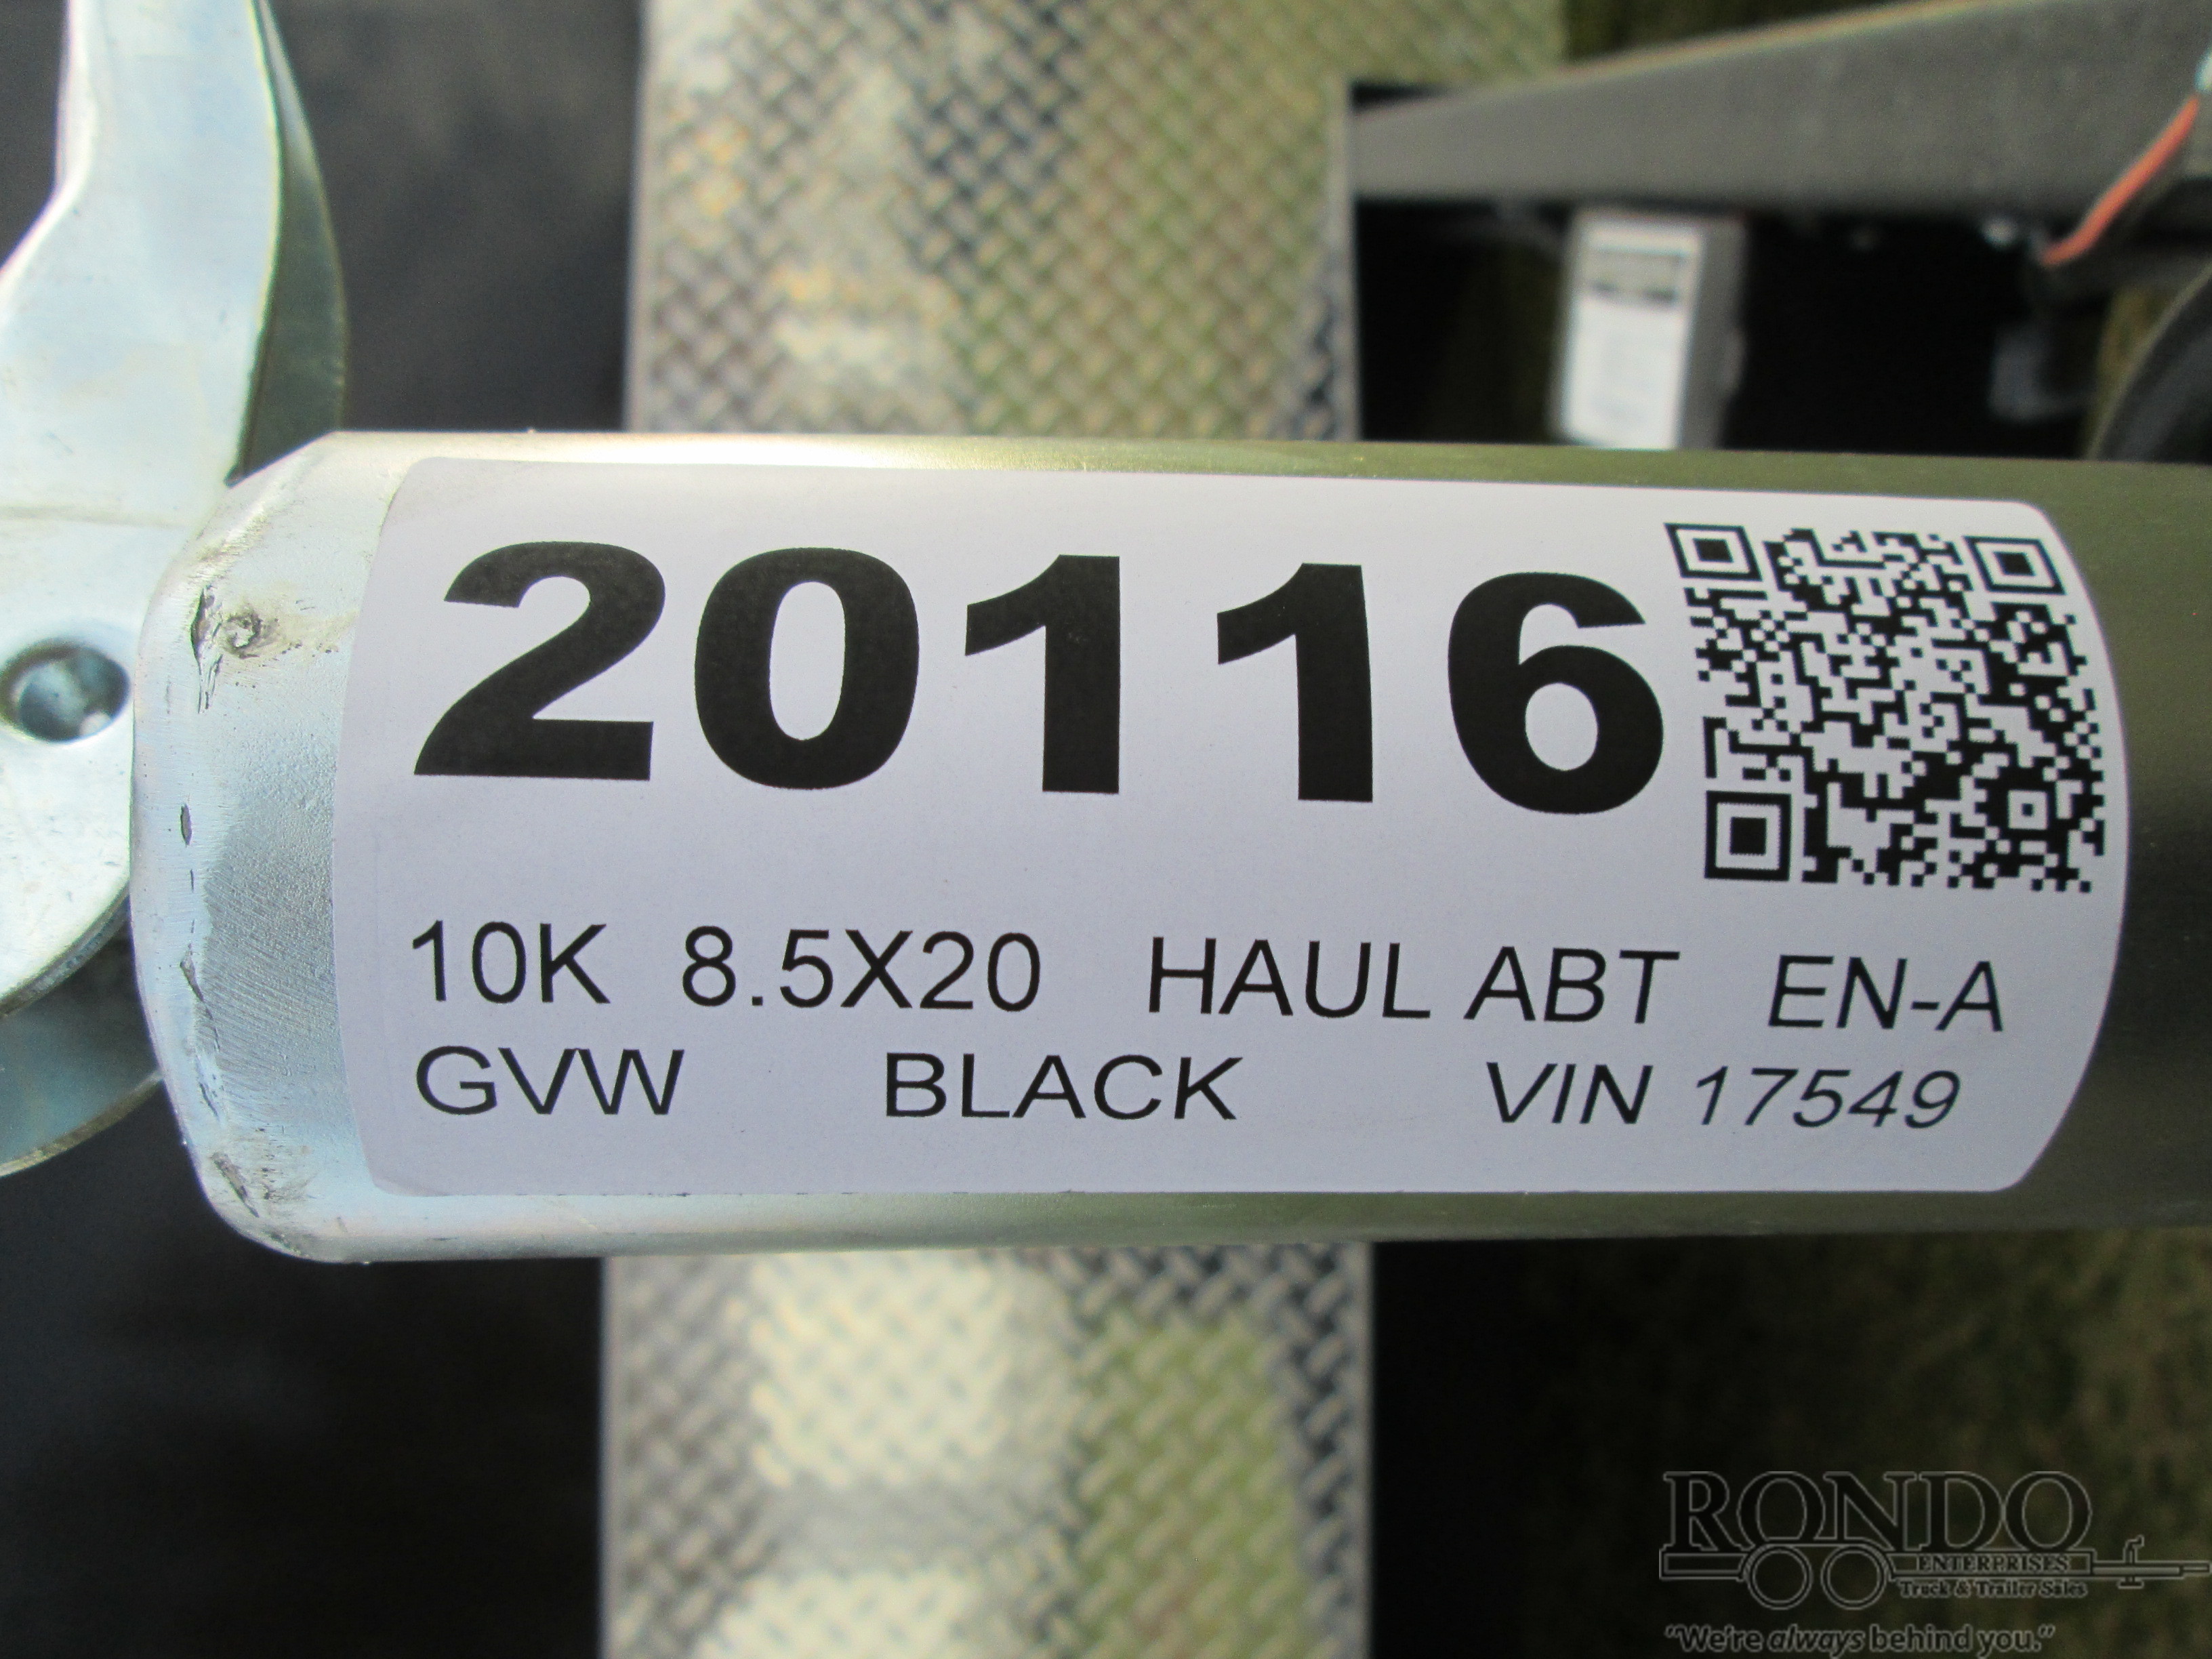 20116
10K 8.5X20 HAUL ABT EN-A
GVW BLACK VIN 17549
RONDO
ENTERPRISES
Truck & Trailer Sales
"We're always behind you."